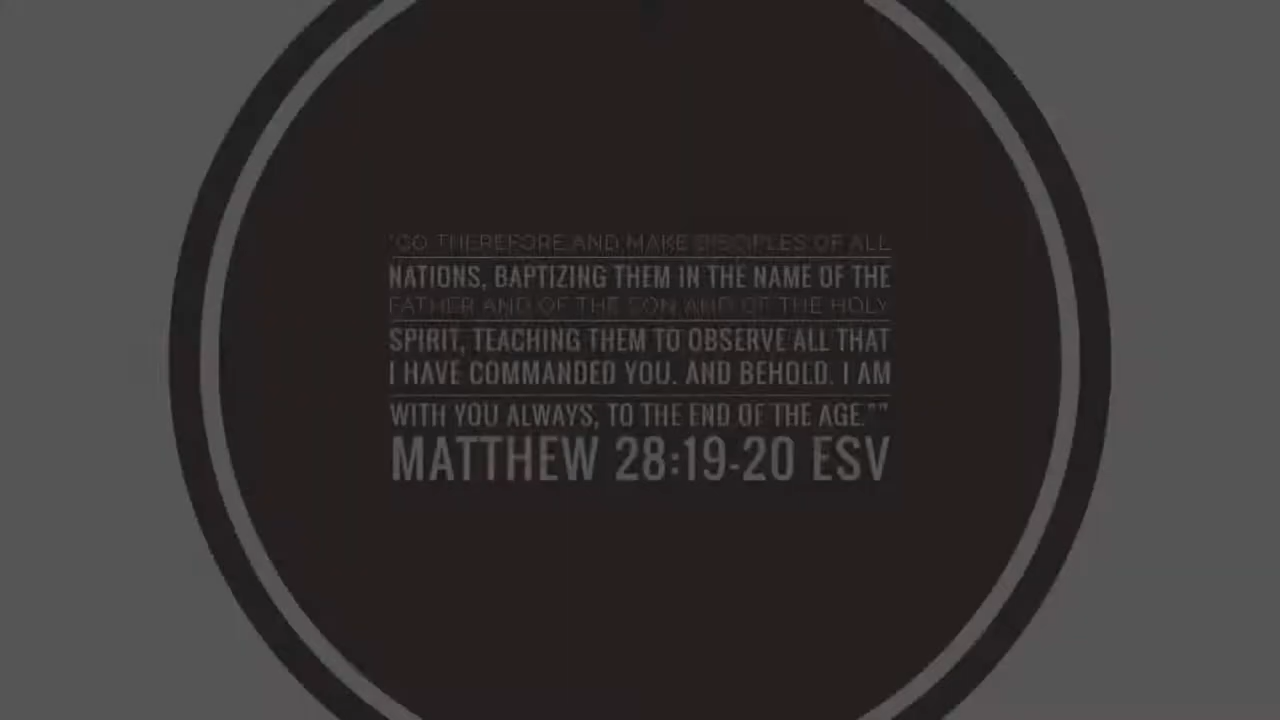 "GO THEREFORE AND MAKE DISCIPLES OF ALL
NATIONS, BAPTIZING THEM IN THE NAME OF THE
FATHER AND OF THE SON AND OF THE HOLY
SPIRIT, TEACHING THEM TO OBSERVE ALL THAT
I HAVE COMMANDED YOU. AND BEHOLD, I AM
WITH YOU ALWAYS, TO THE END OF THE AGE.""
MATTHEW 28:19-20 ESV